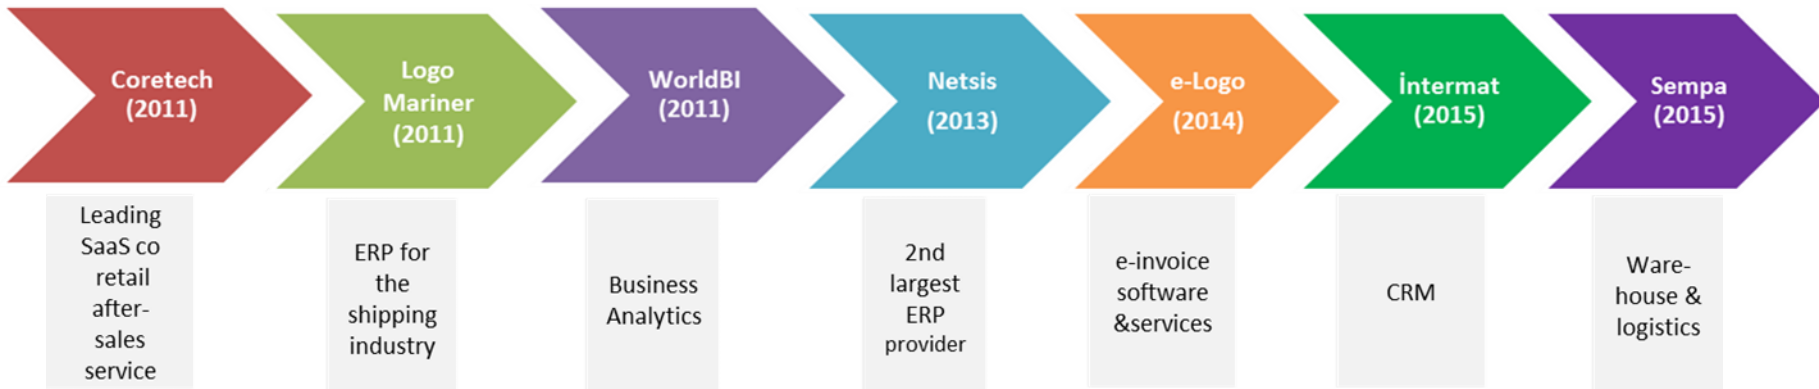 Coretech
(2011)
Logo
Mariner
(2011)
WorldBI
(2011)
Netsis
(2013)
e-Logo
(2014)
İntermat
(2015)
Sempa
(2015)
Leading
SaaS co
retail
after-
sales
service
ERP for
the
shipping
industry
Business
Analytics
2nd
largest
ERP
provider
e-invoice
software
&services
CRM
Ware-
house &
logistics